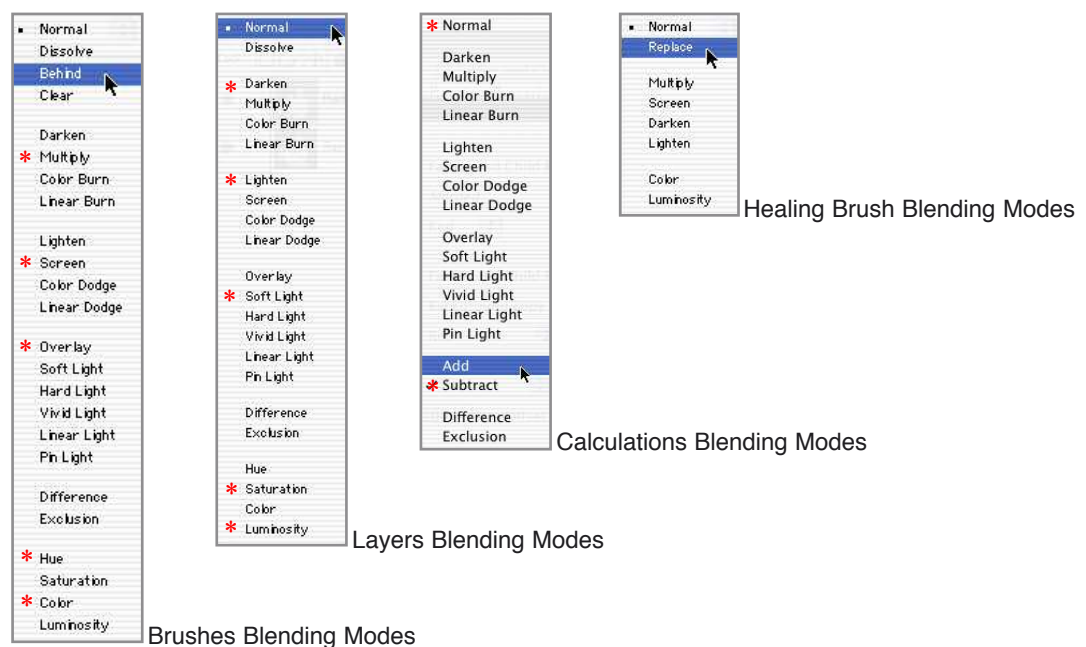 Normal
Dissolve
Behind
Clear
Darken
* Multiply
Color Burn
Linear Burn
Lighten
* Screen
Color Dodge
Linear Dodge
* Overlay
Soft Light
Hard Light
Vivid Light
Linear Light
Pin Light
Difference
Exclusion
* Hue
Saturation
* Color
Luminosity
Brushes Blending Modes
Normal
Dissolve
* Darken
Multiply
Color Burn
Linear Burn
* Lighten
Screen
Color Dodge
Linear Dodge
Overlay
* Soft Light
Hard Light
Vivid Light
Linear Light
Pin Light
Difference
Exclusion
Hue
* Saturation
Color
* Luminosity
Layers Blending Modes
* Normal
Darken
Multiply
Color Burn
Linear Burn
Lighten
Screen
Color Dodge
Linear Dodge
Overlay
Soft Light
Hard Light
Vivid Light
Linear Light
Pin Light
Add
* Subtract
Difference
Exclusion
Calculations Blending Modes
Normal
Replace
Multiply
Screen
Darken
Lighten
Color
Luminosity
Healing Brush Blending Modes